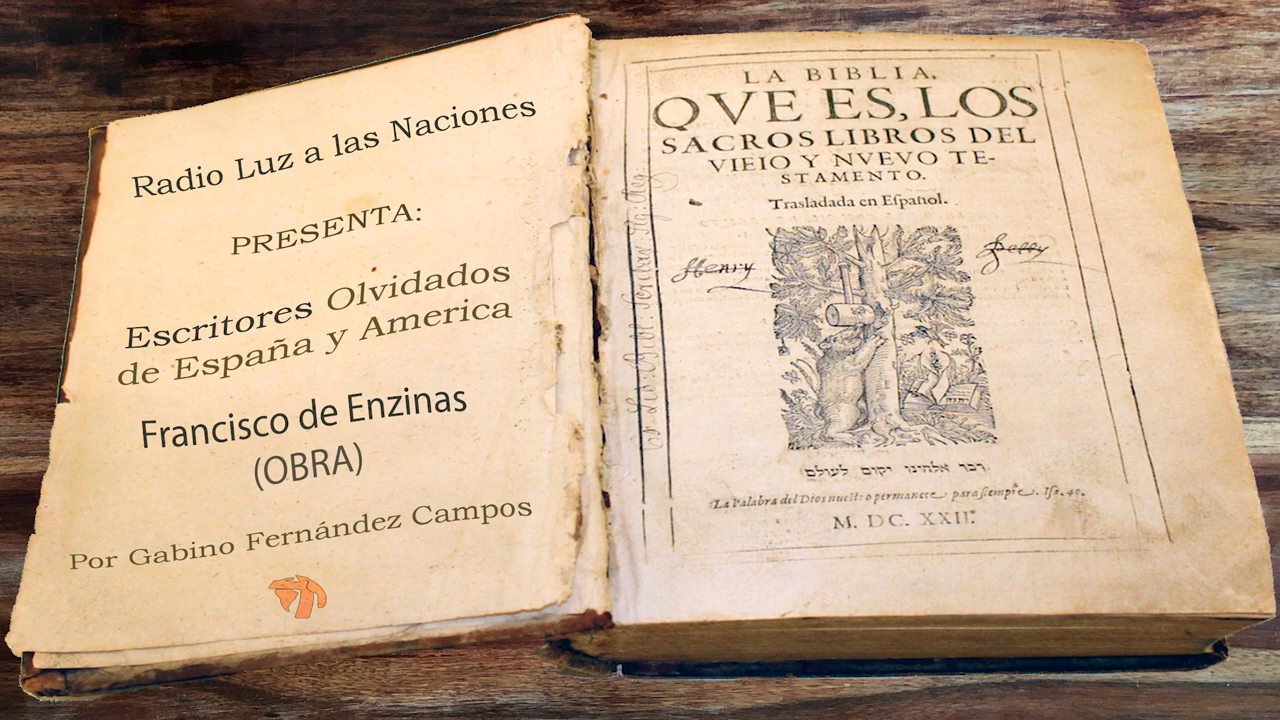 Radio Luz a las Naciones
PRESENTA:
Escritores Olvidados
de España y America
Francisco de Enzinas
(OBRA)
Por Gabino Fernández Campos
LA BIBLIA,
QVE ES, LOS
SACROS LIBROS DEL
VIEIO Y NVEVO TE-
STAMENTO.
Trasladada en Eſpañol.
Henry
דבר אלהינו יקום לעולם
La Palabra del Dios nueſtro permanece para ſiempre. Iſa. 40.
M. DC. XXII.